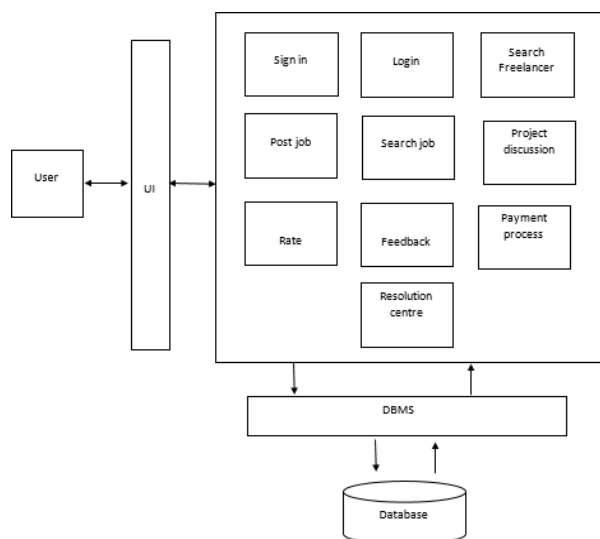 Sign in
Login
Search
Freelancer
Post job
Search job
Project
discussion
User
UI
Rate
Feedback
Payment
process
Resolution
centre
DBMS
Database